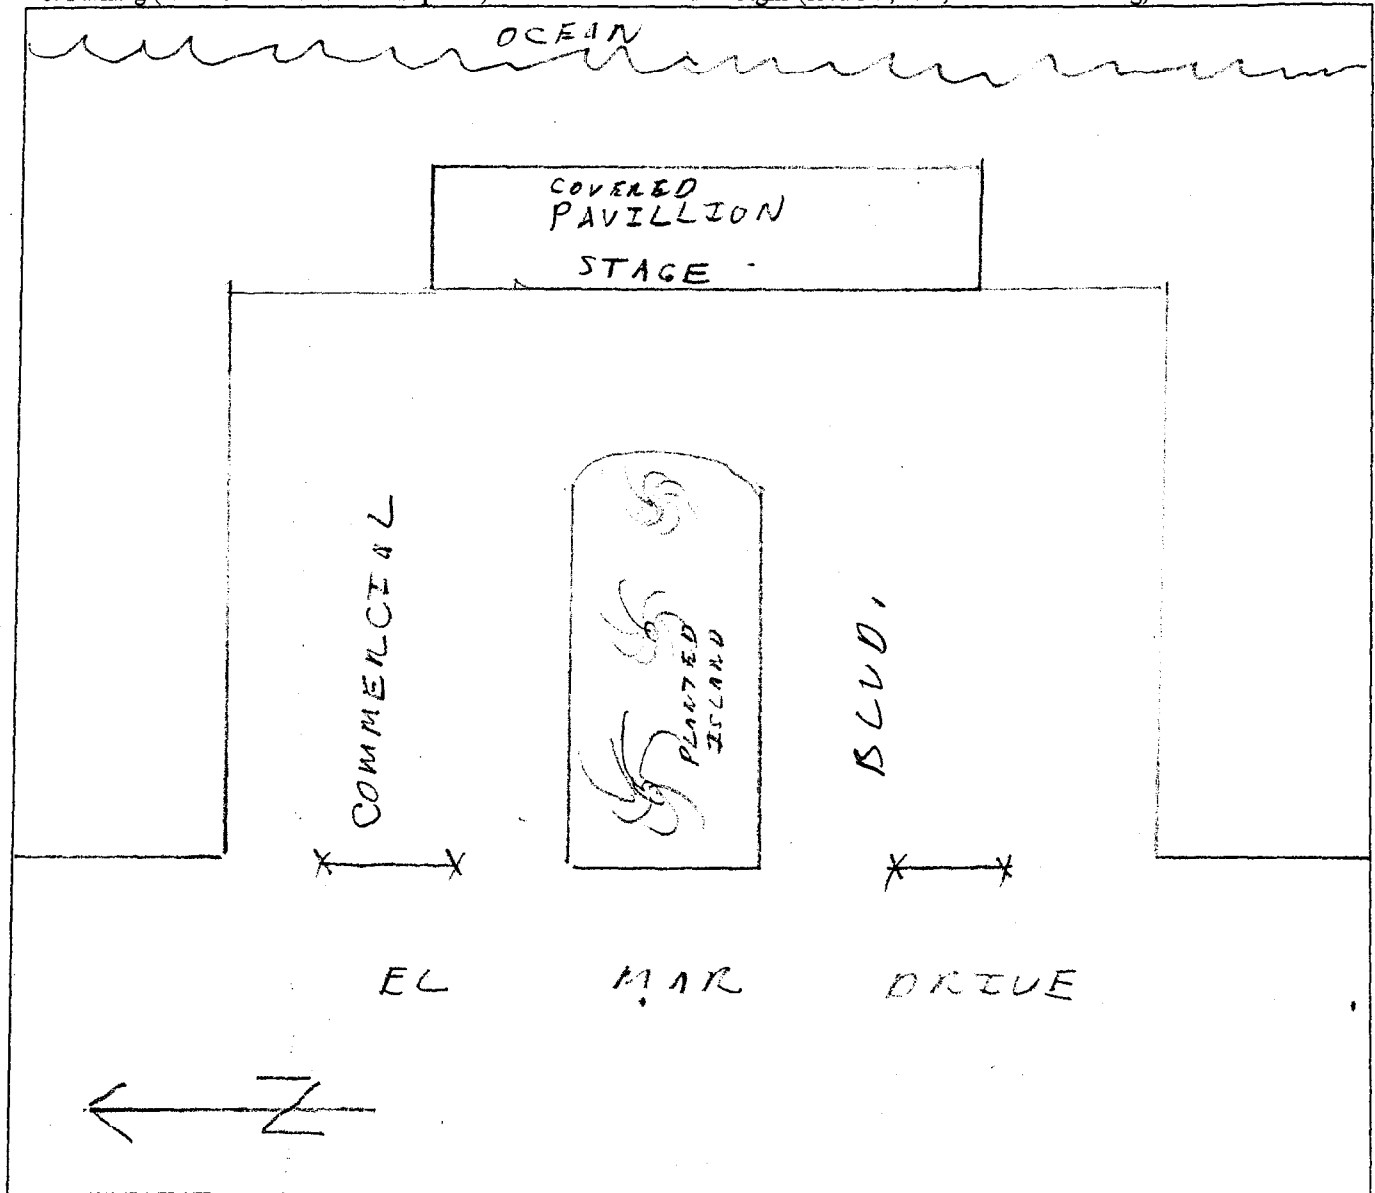 OCEAN
COVERED
PAVILLION
STAGE
COMMERCIAL
PLANTED
ISLAND
BLVD.
EL MAR DRIVE
N